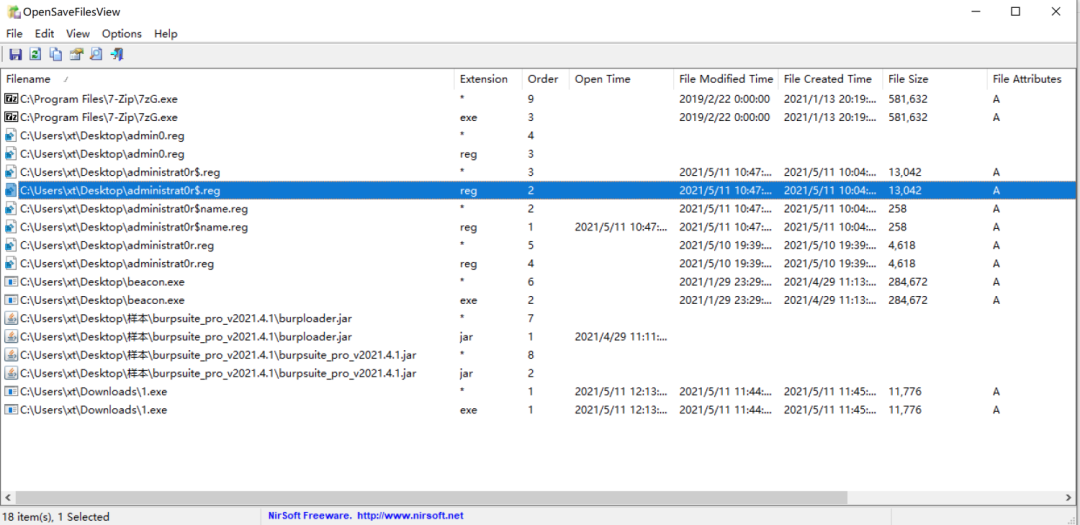 OpenSaveFilesView
File Edit View Options Help
Filename / Extension Order Open Time File Modified Time File Created Time File Size File Attributes
C:\Program Files\7-Zip\7zG.exe * 9 2019/2/22 0:00:00 2021/1/13 20:19:... 581,632 A
C:\Program Files\7-Zip\7zG.exe exe 3 2019/2/22 0:00:00 2021/1/13 20:19:... 581,632 A
C:\Users\xt\Desktop\admin0.reg * 4
C:\Users\xt\Desktop\admin0.reg reg 3
C:\Users\xt\Desktop\administrat0r$.reg * 3 2021/5/11 10:47:... 2021/5/11 10:04:... 13,042 A
C:\Users\xt\Desktop\administrat0r$.reg reg 2 2021/5/11 10:47:... 2021/5/11 10:04:... 13,042 A
C:\Users\xt\Desktop\administrat0r$name.reg * 2 2021/5/11 10:47:... 2021/5/11 10:04:... 258 A
C:\Users\xt\Desktop\administrat0r$name.reg reg 1 2021/5/11 10:47:... 2021/5/11 10:47:... 2021/5/11 10:04:... 258 A
C:\Users\xt\Desktop\administrat0r.reg * 5 2021/5/10 19:39:... 2021/5/10 19:39:... 4,618 A
C:\Users\xt\Desktop\administrat0r.reg reg 4 2021/5/10 19:39:... 2021/5/10 19:39:... 4,618 A
C:\Users\xt\Desktop\beacon.exe * 6 2021/1/29 23:29:... 2021/4/29 11:13:... 284,672 A
C:\Users\xt\Desktop\beacon.exe exe 2 2021/1/29 23:29:... 2021/4/29 11:13:... 284,672 A
C:\Users\xt\Desktop\样本\burpsuite_pro_v2021.4.1\burploader.jar * 7
C:\Users\xt\Desktop\样本\burpsuite_pro_v2021.4.1\burploader.jar jar 1 2021/4/29 11:11:...
C:\Users\xt\Desktop\样本\burpsuite_pro_v2021.4.1\burpsuite_pro_v2021.4.1.jar * 8
C:\Users\xt\Desktop\样本\burpsuite_pro_v2021.4.1\burpsuite_pro_v2021.4.1.jar jar 2
C:\Users\xt\Downloads\1.exe * 1 2021/5/11 12:13:... 2021/5/11 11:44:... 2021/5/11 11:45:... 11,776 A
C:\Users\xt\Downloads\1.exe exe 1 2021/5/11 12:13:... 2021/5/11 11:44:... 2021/5/11 11:45:... 11,776 A
18 item(s), 1 Selected NirSoft Freeware. http://www.nirsoft.net